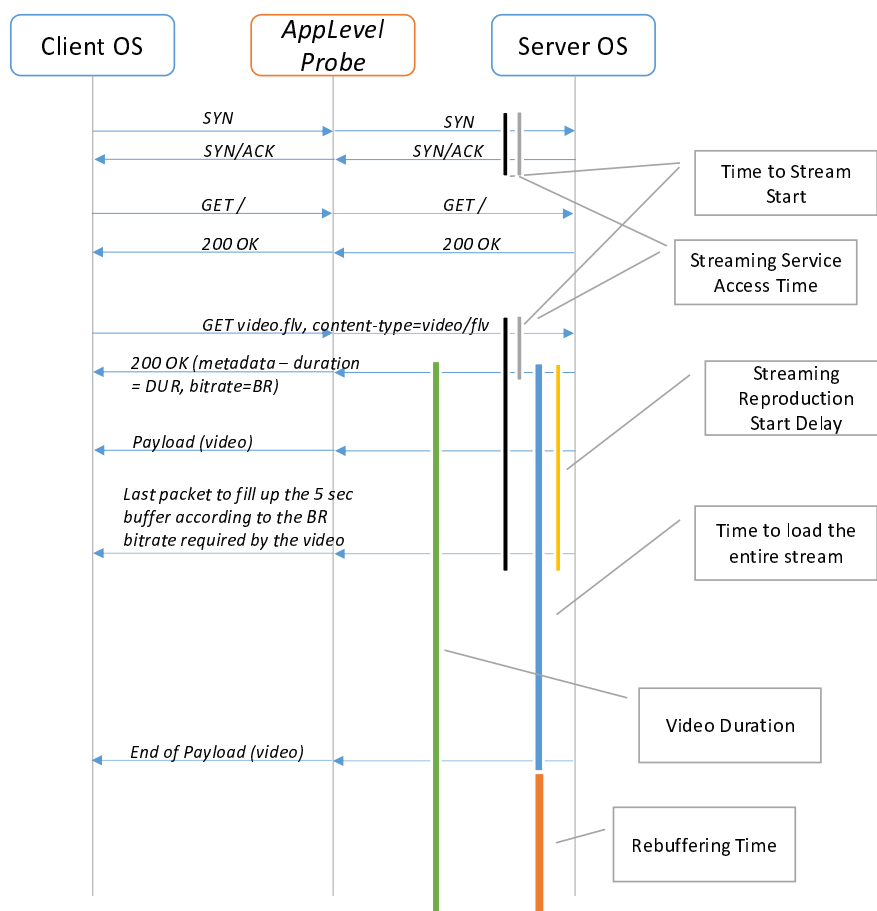 Client OS
AppLevel
Probe
Server OS
SYN
SYN
SYN/ACK
SYN/ACK
Time to Stream
Start
GET /
GET /
200 OK
200 OK
Streaming Service
Access Time
GET video.flv, content-type=video/flv
200 OK (metadata – duration
= DUR, bitrate=BR)
Streaming
Reproduction
Start Delay
Payload (video)
Last packet to fill up the 5 sec
buffer according to the BR
bitrate required by the video
Time to load the
entire stream
Video Duration
End of Payload (video)
Rebuffering Time